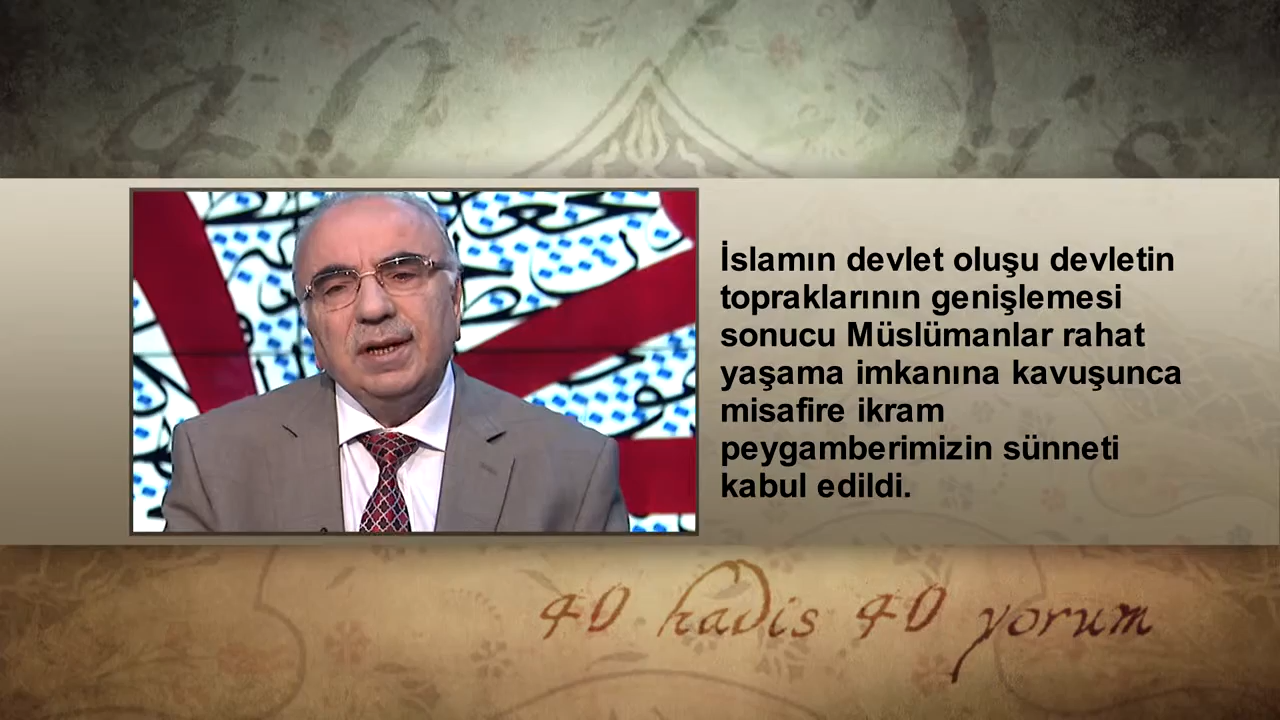 İslamın devlet oluşu devletin
topraklarının genişlemesi
sonucu Müslümanlar rahat
yaşama imkanına kavuşunca
misafire ikram
peygamberimizin sünneti
kabul edildi.
40 hadis 40 yorum